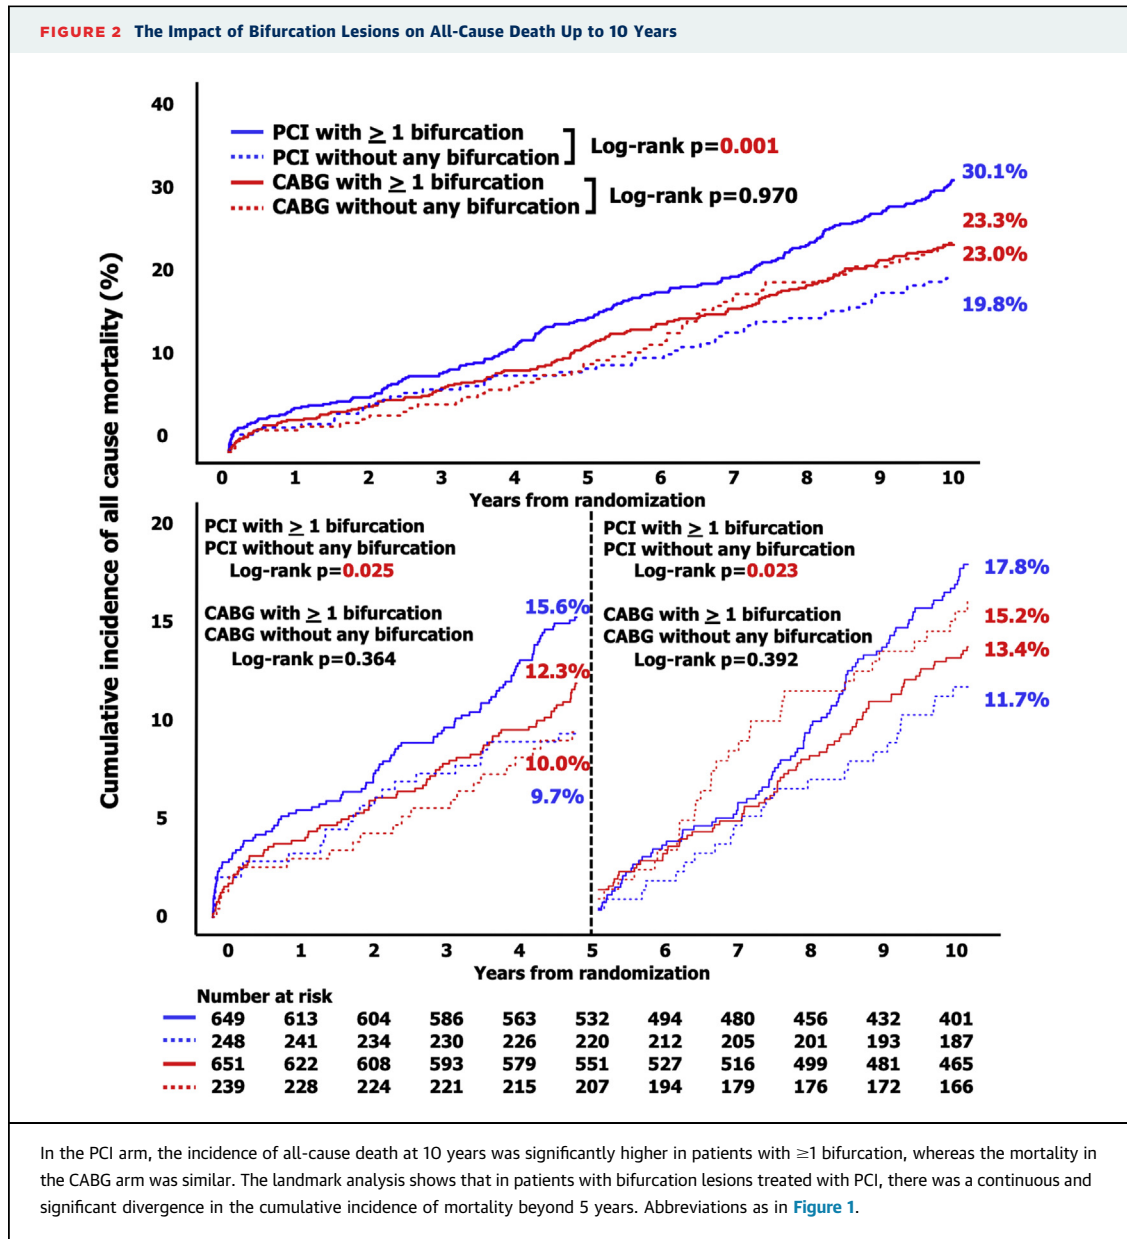 FIGURE 2 The Impact of Bifurcation Lesions on All-Cause Death Up to 10 Years
Cumulative incidence of all cause mortality (%)
40
30
20
10
0
PCI with ≥ 1 bifurcation
PCI without any bifurcation
Log-rank p=0.001
CABG with ≥ 1 bifurcation
CABG without any bifurcation
Log-rank p=0.970
30.1%
23.3%
23.0%
19.8%
0 1 2 3 4 5 6 7 8 9 10
Years from randomization
20
15
10
5
0
PCI with ≥ 1 bifurcation
PCI without any bifurcation
Log-rank p=0.025
CABG with ≥ 1 bifurcation
CABG without any bifurcation
Log-rank p=0.364
15.6%
12.3%
10.0%
9.7%
PCI with ≥ 1 bifurcation
PCI without any bifurcation
Log-rank p=0.023
CABG with ≥ 1 bifurcation
CABG without any bifurcation
Log-rank p=0.392
17.8%
15.2%
13.4%
11.7%
0 1 2 3 4 5 6 7 8 9 10
Years from randomization
Number at risk
649 613 604 586 563 532 494 480 456 432 401
248 241 234 230 226 220 212 205 201 193 187
651 622 608 593 579 551 527 516 499 481 465
239 228 224 221 215 207 194 179 176 172 166
In the PCI arm, the incidence of all-cause death at 10 years was significantly higher in patients with ≥1 bifurcation, whereas the mortality in
the CABG arm was similar. The landmark analysis shows that in patients with bifurcation lesions treated with PCI, there was a continuous and
significant divergence in the cumulative incidence of mortality beyond 5 years. Abbreviations as in Figure 1.